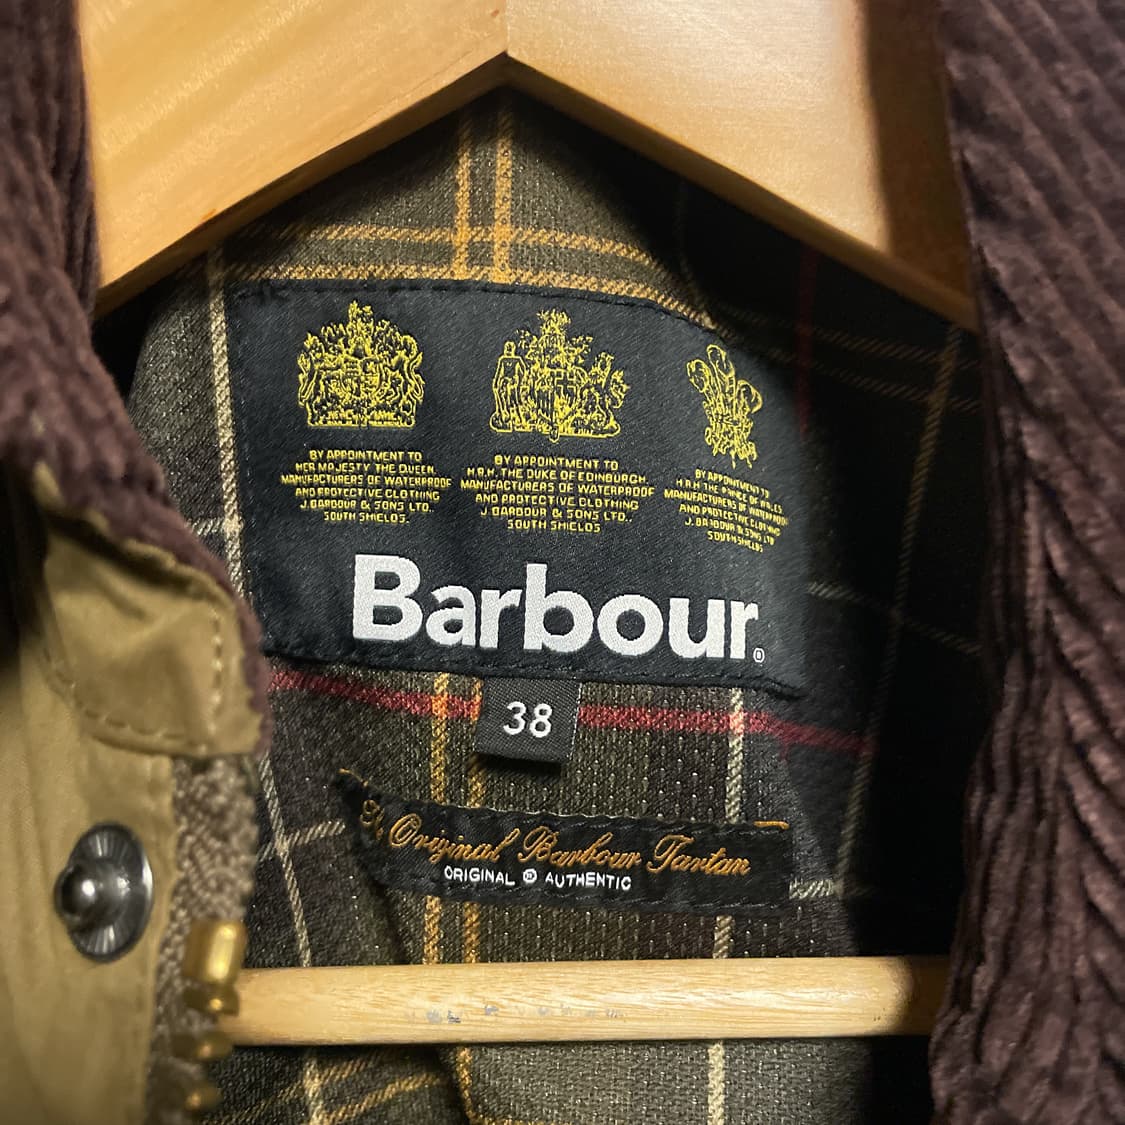 BY APPOINTMENT TO
HER MAJESTY THE QUEEN.
MANUFACTURERS OF WATERPROOF
AND PROTECTIVE CLOTHING
J. BARBOUR & SONS LTD.
SOUTH SHIELDS.
BY APPOINTMENT TO
H.R.H. THE DUKE OF EDINBURGH.
MANUFACTURERS OF WATERPROOF
AND PROTECTIVE CLOTHING
J. BARBOUR & SONS LTD.
SOUTH SHIELDS
BY APPOINTMENT TO
H.R.H. THE PRINCE OF WALES
MANUFACTURERS OF WATERPROOF
AND PROTECTIVE CLOTHING
J. BARBOUR & SONS LTD
SOUTH SHIELDS
Barbour®
38
The Original Barbour Tartan
ORIGINAL AUTHENTIC